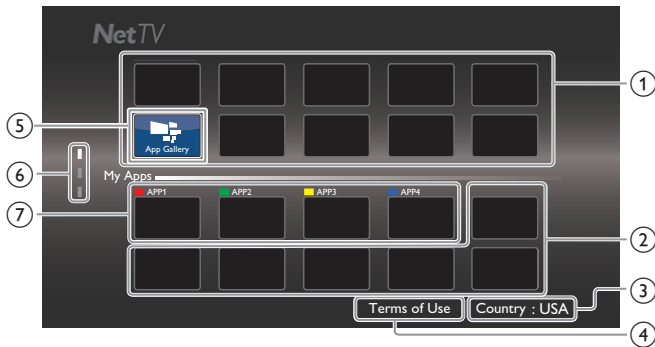 NetTV
1
5
App Gallery
6
My Apps
APP1 APP2 APP3 APP4
7
2
3
Terms of Use Country : USA
4